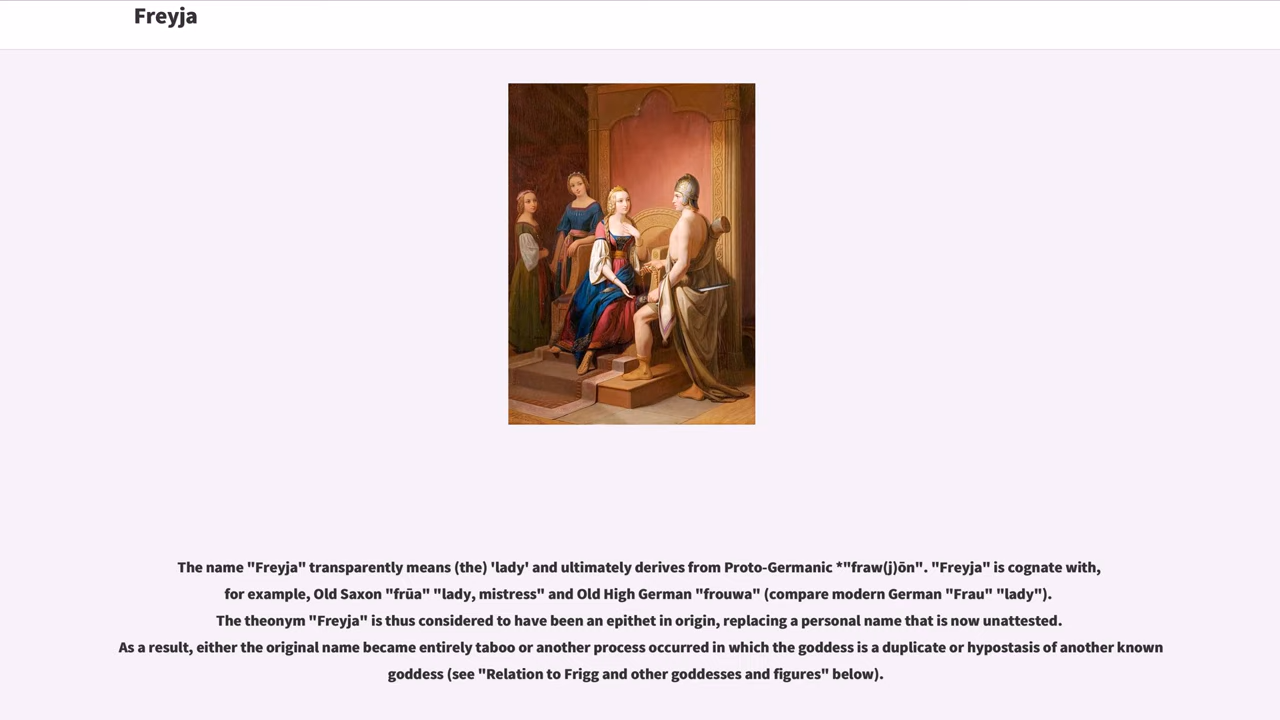 Freyja
The name "Freyja" transparently means (the) 'lady' and ultimately derives from Proto-Germanic *"fraw(j)ōn". "Freyja" is cognate with,
for example, Old Saxon "frūa" "lady, mistress" and Old High German "frouwa" (compare modern German "Frau" "lady").
The theonym "Freyja" is thus considered to have been an epithet in origin, replacing a personal name that is now unattested.
As a result, either the original name became entirely taboo or another process occurred in which the goddess is a duplicate or hypostasis of another known
goddess (see "Relation to Frigg and other goddesses and figures" below).